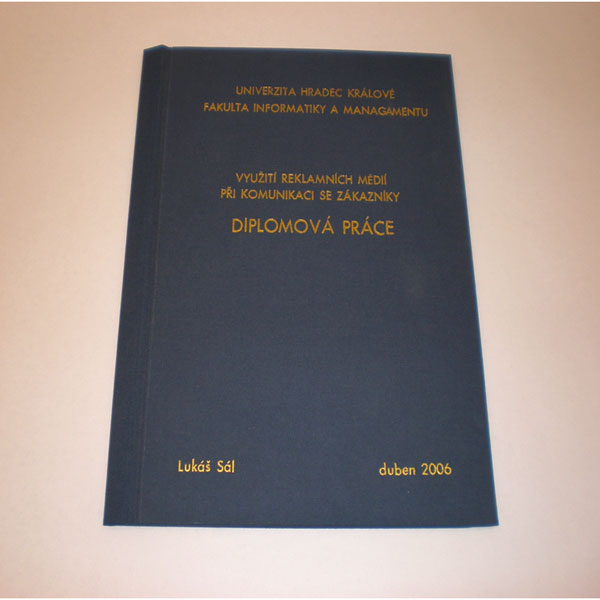 UNIVERZITA HRADEC KRÁLOVÉ
FAKULTA INFORMATIKY A MANAGAMENTU
VYUŽITÍ REKLAMNÍCH MÉDIÍ
PŘI KOMUNIKACI SE ZÁKAZNÍKY
DIPLOMOVÁ PRÁCE
Lukáš Sál duben 2006